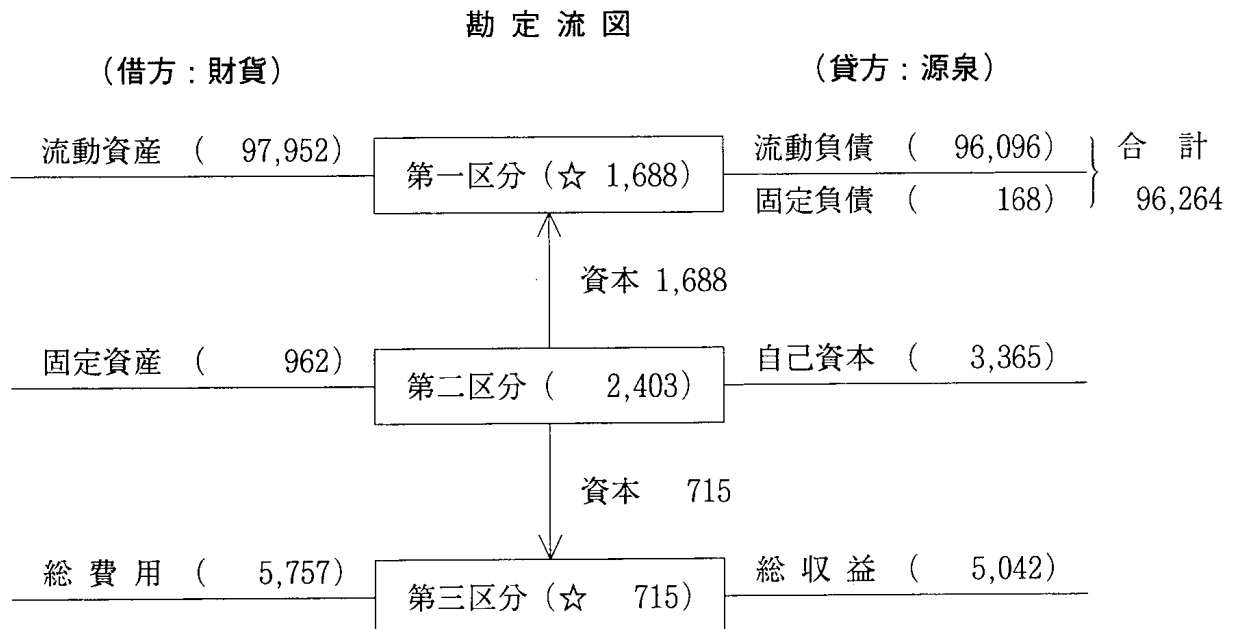 勘定流図
（借方：財貨） （貸方：源泉）
流動資産 （ 97,952） 第一区分（☆ 1,688） 流動負債 （ 96,096） 合 計
固定負債 （ 168） 96,264
資本 1,688
固定資産 （ 962） 第二区分（ 2,403） 自己資本 （ 3,365）
資本 715
総費用 （ 5,757） 第三区分（☆ 715） 総収益 （ 5,042）